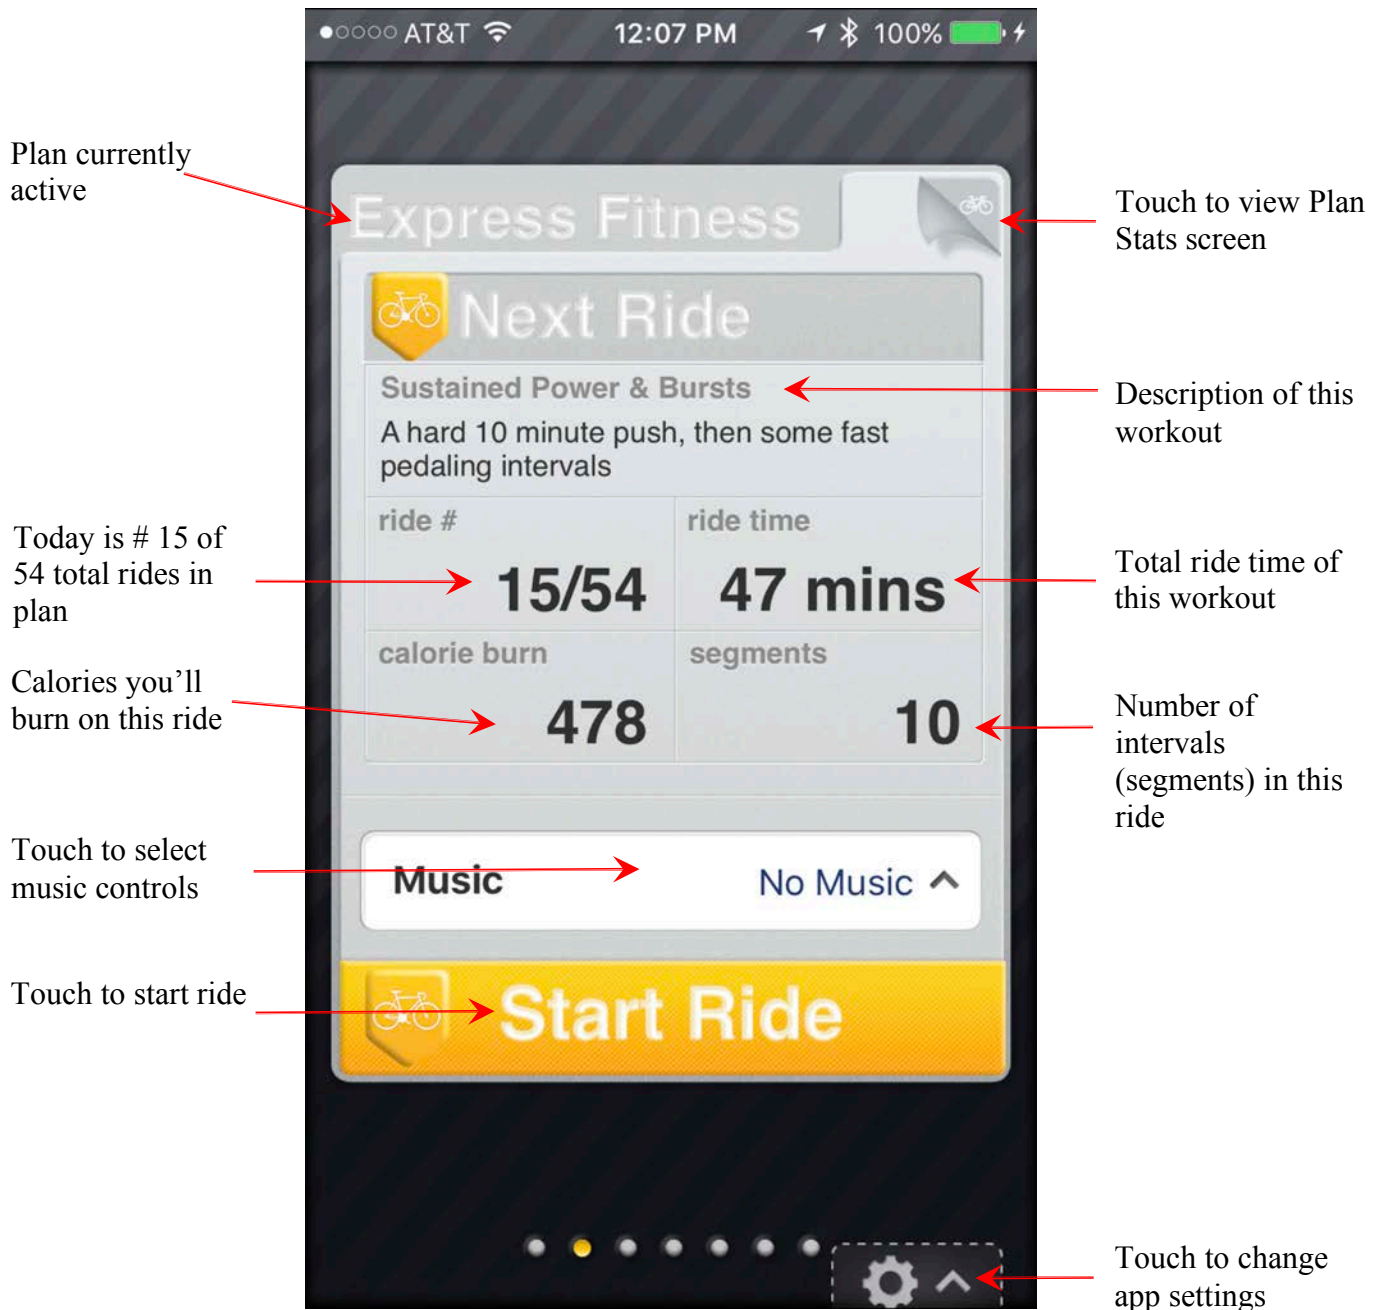 AT&T 12:07 PM 100%
Plan currently
active
Express Fitness
Touch to view Plan
Stats screen
Next Ride
Sustained Power & Bursts
A hard 10 minute push, then some fast
pedaling intervals
Description of this
workout
Today is # 15 of
54 total rides in
plan
ride #
15/54
ride time
47 mins
Total ride time of
this workout
Calories you’ll
burn on this ride
calorie burn
478
segments
10
Number of
intervals
(segments) in this
ride
Touch to select
music controls
Music No Music
Touch to start ride
Start Ride
Touch to change
app settings